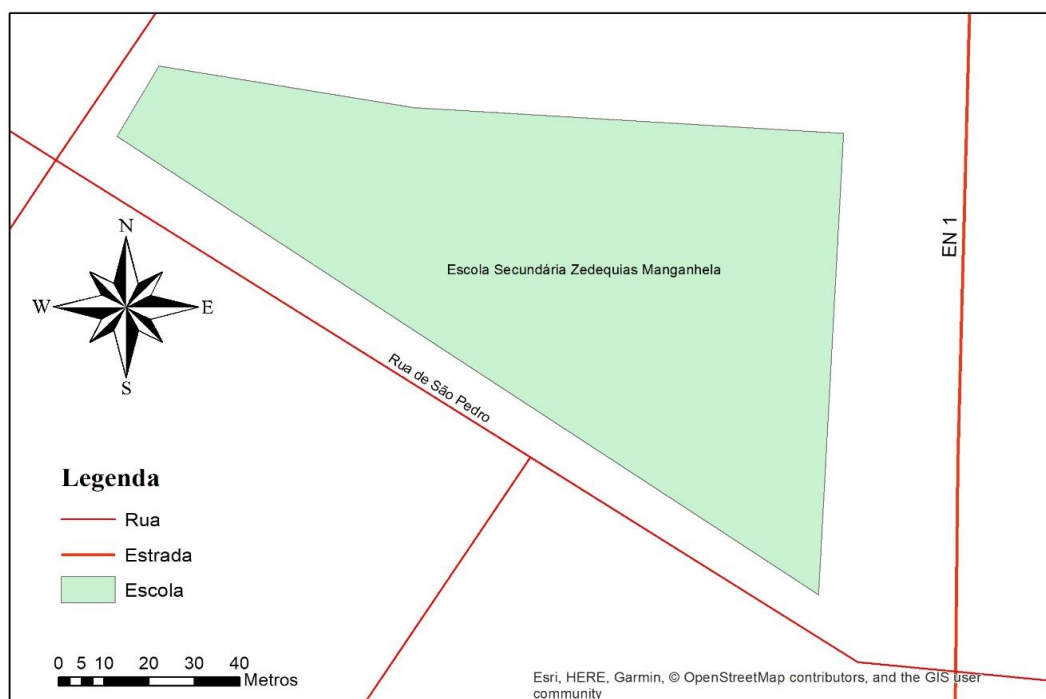 EN 1
Escola Secundária Zedequias Manganhela
N
W E
S
Rua de São Pedro
Legenda
Rua
Estrada
Escola
0 5 10 20 30 40
Metros
Esri, HERE, Garmin, © OpenStreetMap contributors, and the GIS user
community